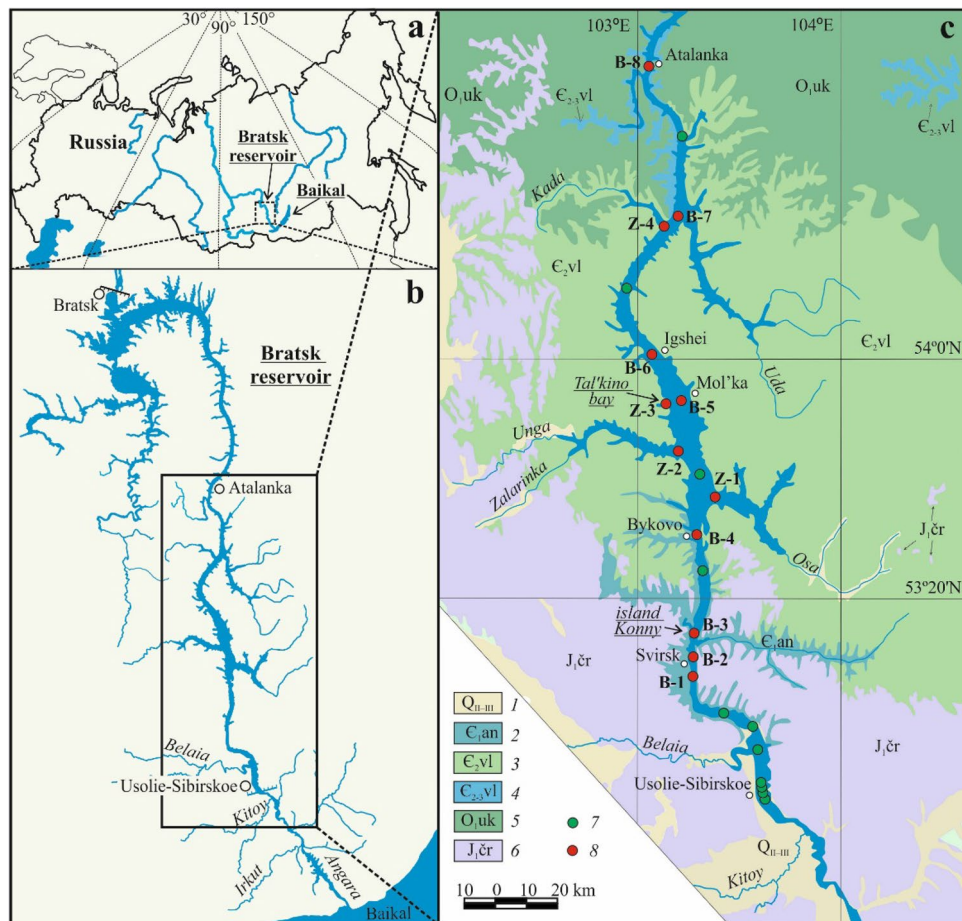 30° 90° 150°
a
Russia
Bratsk
reservoir
Baikal
b
Bratsk
Bratsk
reservoir
Atalanka
Belaia
Usolie-Sibirskoe
Kitoy
Irkut
Angara
Baikal
103°E
104°E
c
B-8
Atalanka
O₁uk
Є₂₋₃vl
O₁uk
Є₂₋₃vl
Kada
Z-4
B-7
Є₂vl
Igshei
Є₂vl
54°0'N
B-6
Uda
Mol'ka
Tal'kino
bay
Z-3
B-5
Unga
Z-2
Z-1
Zalarinka
Bykovo
B-4
J₁čr
Osa
53°20'N
island
Konny
B-3
Є₁an
Svirsk
B-2
J₁čr
B-1
Belaia
J₁čr
Usolie-Sibirskoe
Q II–III
Kitoy
Q II–III 1
Є₁an 2
Є₂vl 3
Є₂₋₃vl 4
O₁uk 5
7
J₁čr 6
8
10 0 10 20 km